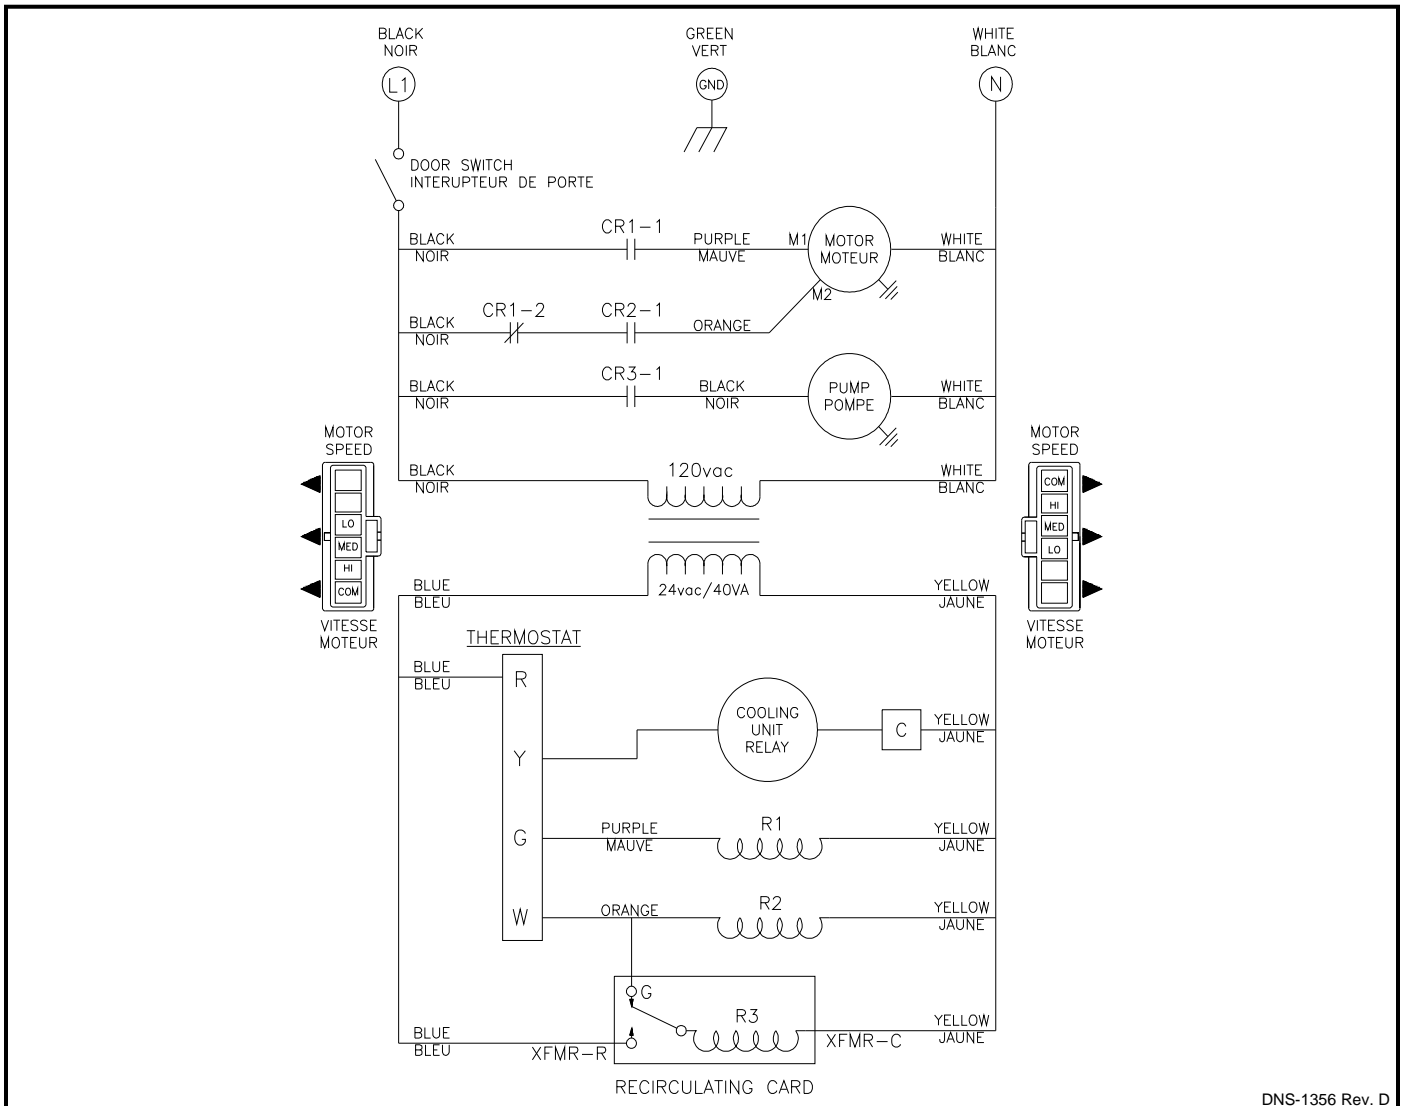 BLACK
NOIR
GREEN
VERT
WHITE
BLANC
L1
GND
N
DOOR SWITCH
INTERUPTEUR DE PORTE
BLACK
NOIR
CR1-1
PURPLE
MAUVE
M1
MOTOR
MOTEUR
WHITE
BLANC
M2
BLACK
NOIR
CR1-2
CR2-1
ORANGE
BLACK
NOIR
CR3-1
BLACK
NOIR
PUMP
POMPE
WHITE
BLANC
MOTOR
SPEED
LO
MED
HI
COM
VITESSE
MOTEUR
BLACK
NOIR
120vac
WHITE
BLANC
MOTOR
SPEED
COM
HI
MED
LO
VITESSE
MOTEUR
BLUE
BLEU
24vac/40VA
YELLOW
JAUNE
THERMOSTAT
BLUE
BLEU
R
Y
COOLING
UNIT
RELAY
C
YELLOW
JAUNE
G
PURPLE
MAUVE
R1
YELLOW
JAUNE
W
ORANGE
R2
YELLOW
JAUNE
G
R3
BLUE
BLEU
XFMR-R
XFMR-C
YELLOW
JAUNE
RECIRCULATING CARD
DNS-1356 Rev. D